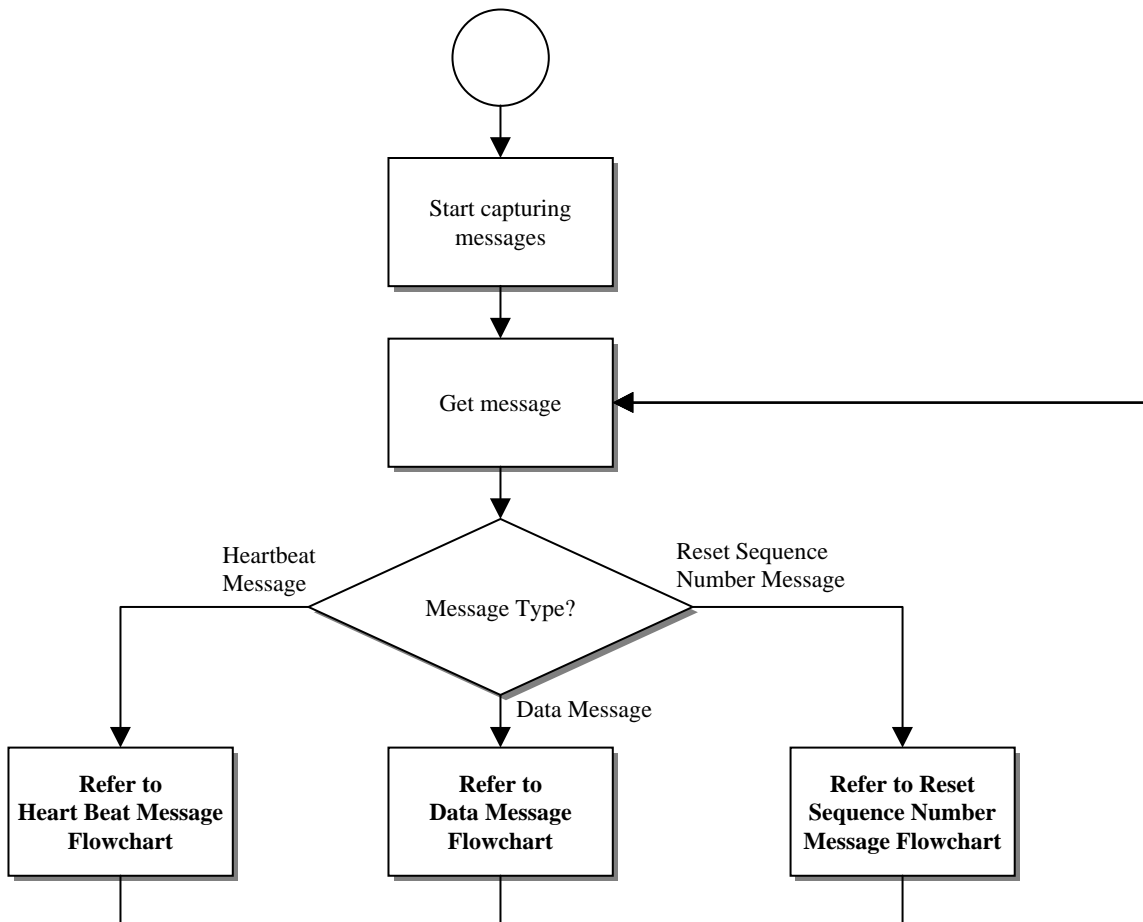 Start capturing
messages
Get message
Heartbeat
Message
Reset Sequence
Number Message
Message Type?
Data Message
Refer to
Heart Beat Message
Flowchart
Refer to
Data Message
Flowchart
Refer to Reset
Sequence Number
Message Flowchart